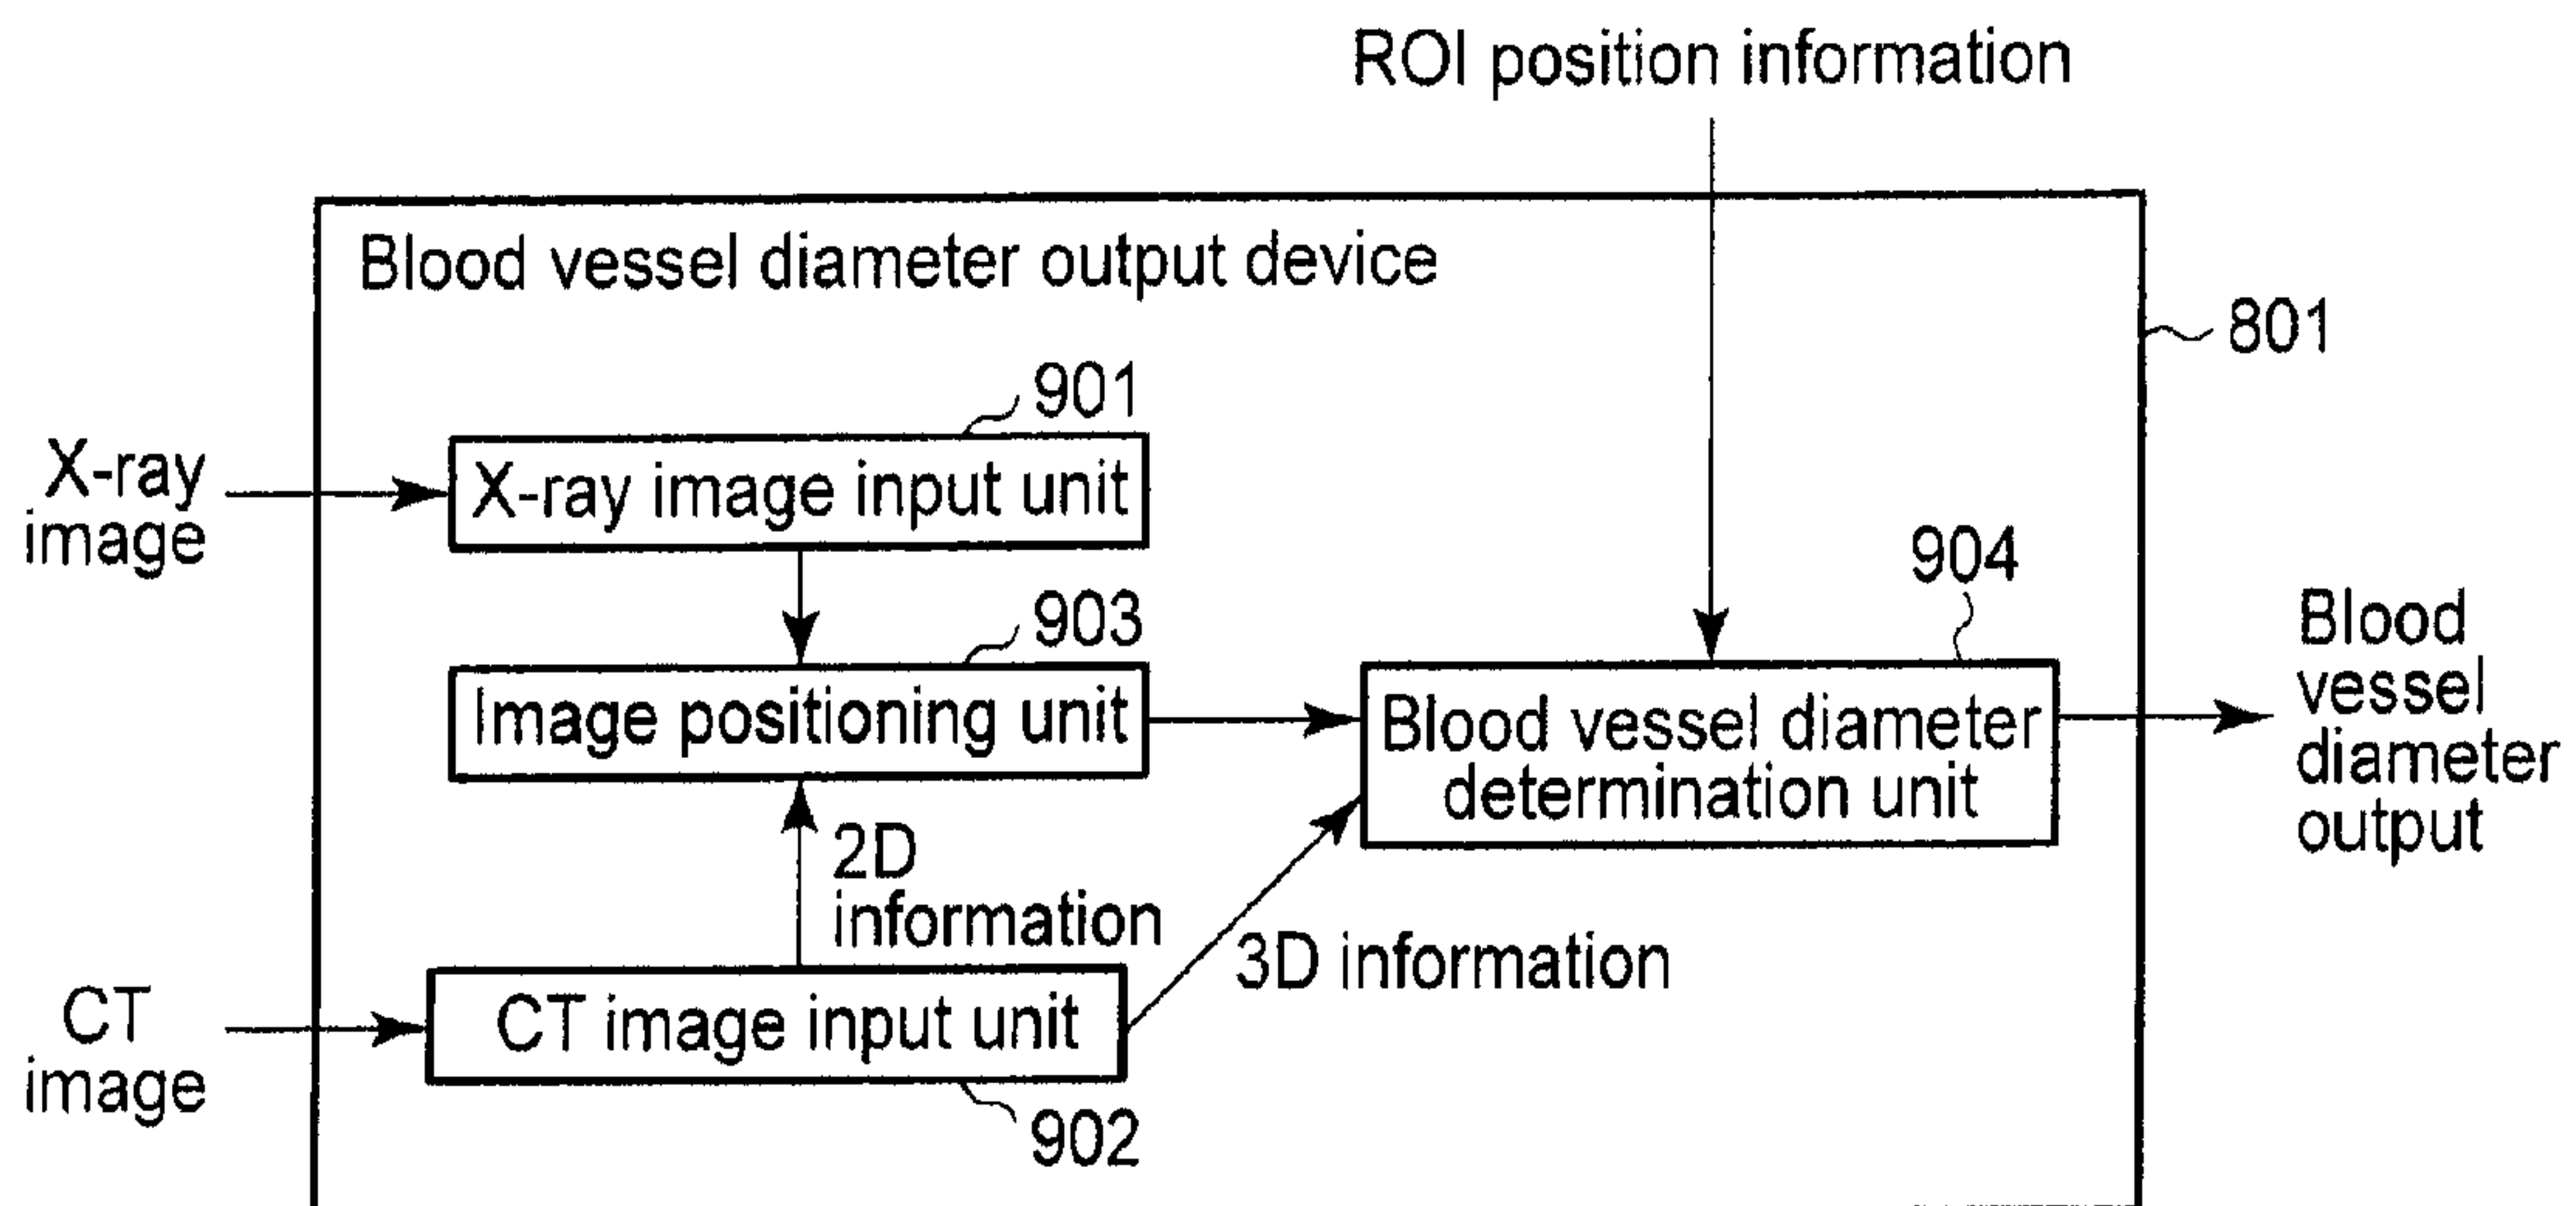 ROI position information
Blood vessel diameter output device
801
901
X-ray
image
X-ray image input unit
903
904
Image positioning unit
Blood vessel diameter
determination unit
Blood
vessel
diameter
output
2D
information
3D information
CT
image
CT image input unit
902